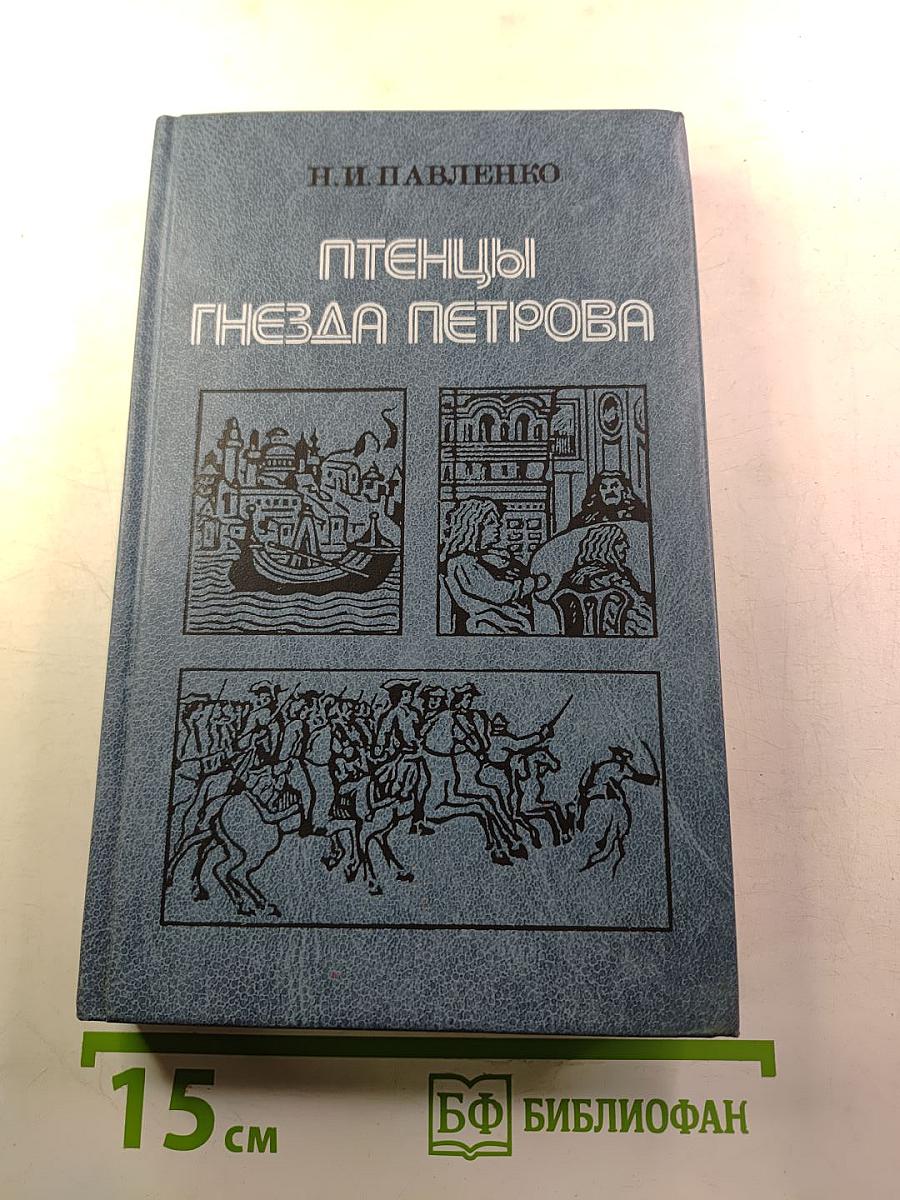 Н. И. ПАВЛЕНКО
ПТЕНЦЫ
ГНЕЗДА ПЕТРОВА
15 см
БФ БИБЛИОФАН